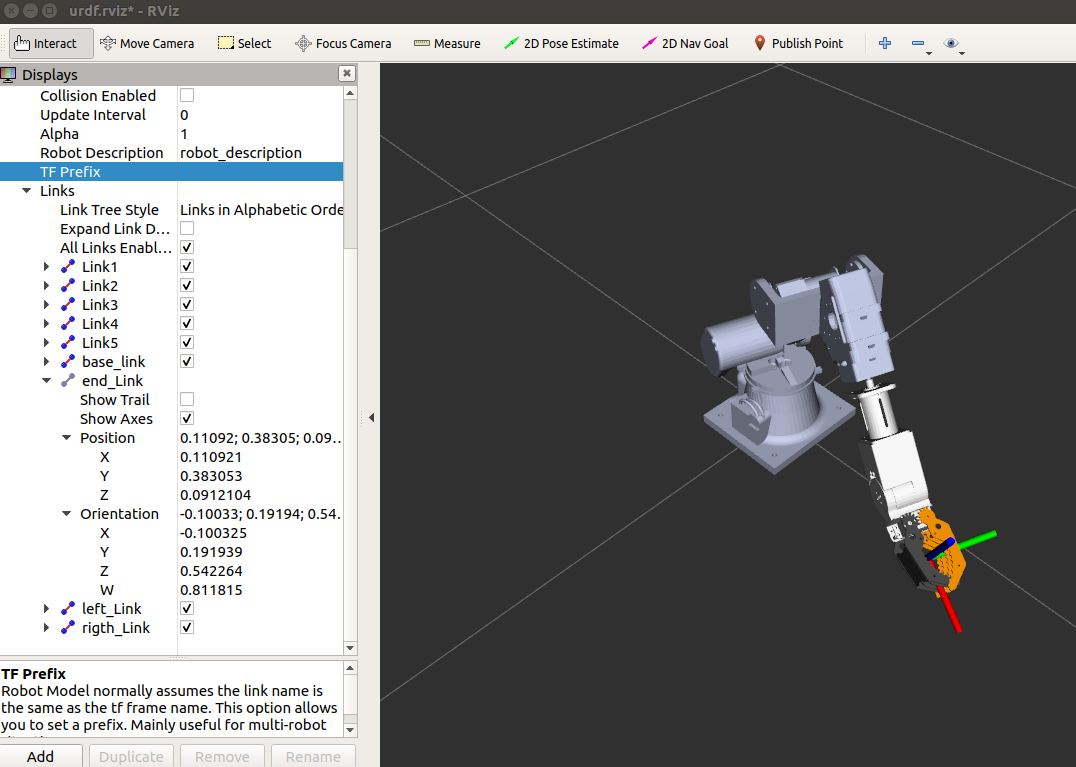 urdf.rviz* - RViz
Interact Move Camera Select Focus Camera Measure 2D Pose Estimate 2D Nav Goal Publish Point
Displays
Collision Enabled
Update Interval 0
Alpha 1
Robot Description robot_description
TF Prefix
Links
Link Tree Style Links in Alphabetic Orde
Expand Link D...
All Links Enabl...
Link1
Link2
Link3
Link4
Link5
base_link
end_Link
Show Trail
Show Axes
Position 0.11092; 0.38305; 0.09...
X 0.110921
Y 0.383053
Z 0.0912104
Orientation -0.10033; 0.19194; 0.54...
X -0.100325
Y 0.191939
Z 0.542264
W 0.811815
left_Link
rigth_Link
TF Prefix
Robot Model normally assumes the link name is
the same as the tf frame name. This option allows
you to set a prefix. Mainly useful for multi-robot
Add Duplicate Remove Rename